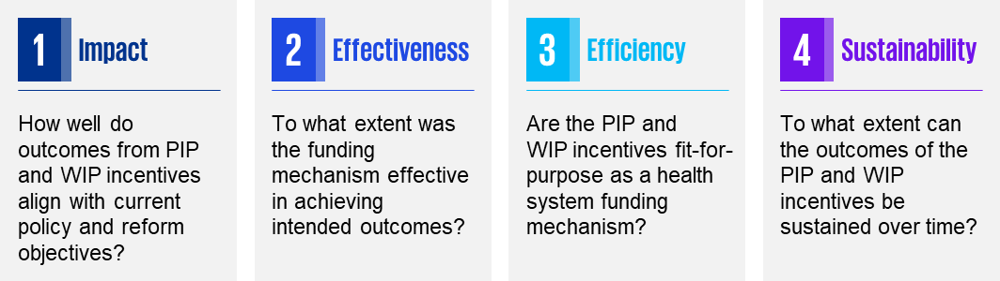 1 Impact
How well do
outcomes from PIP
and WIP incentives
align with current
policy and reform
objectives?
2 Effectiveness
To what extent was
the funding
mechanism effective
in achieving
intended outcomes?
3 Efficiency
Are the PIP and
WIP incentives fit-for-
purpose as a health
system funding
mechanism?
4 Sustainability
To what extent can
the outcomes of the
PIP and WIP
incentives be
sustained over time?